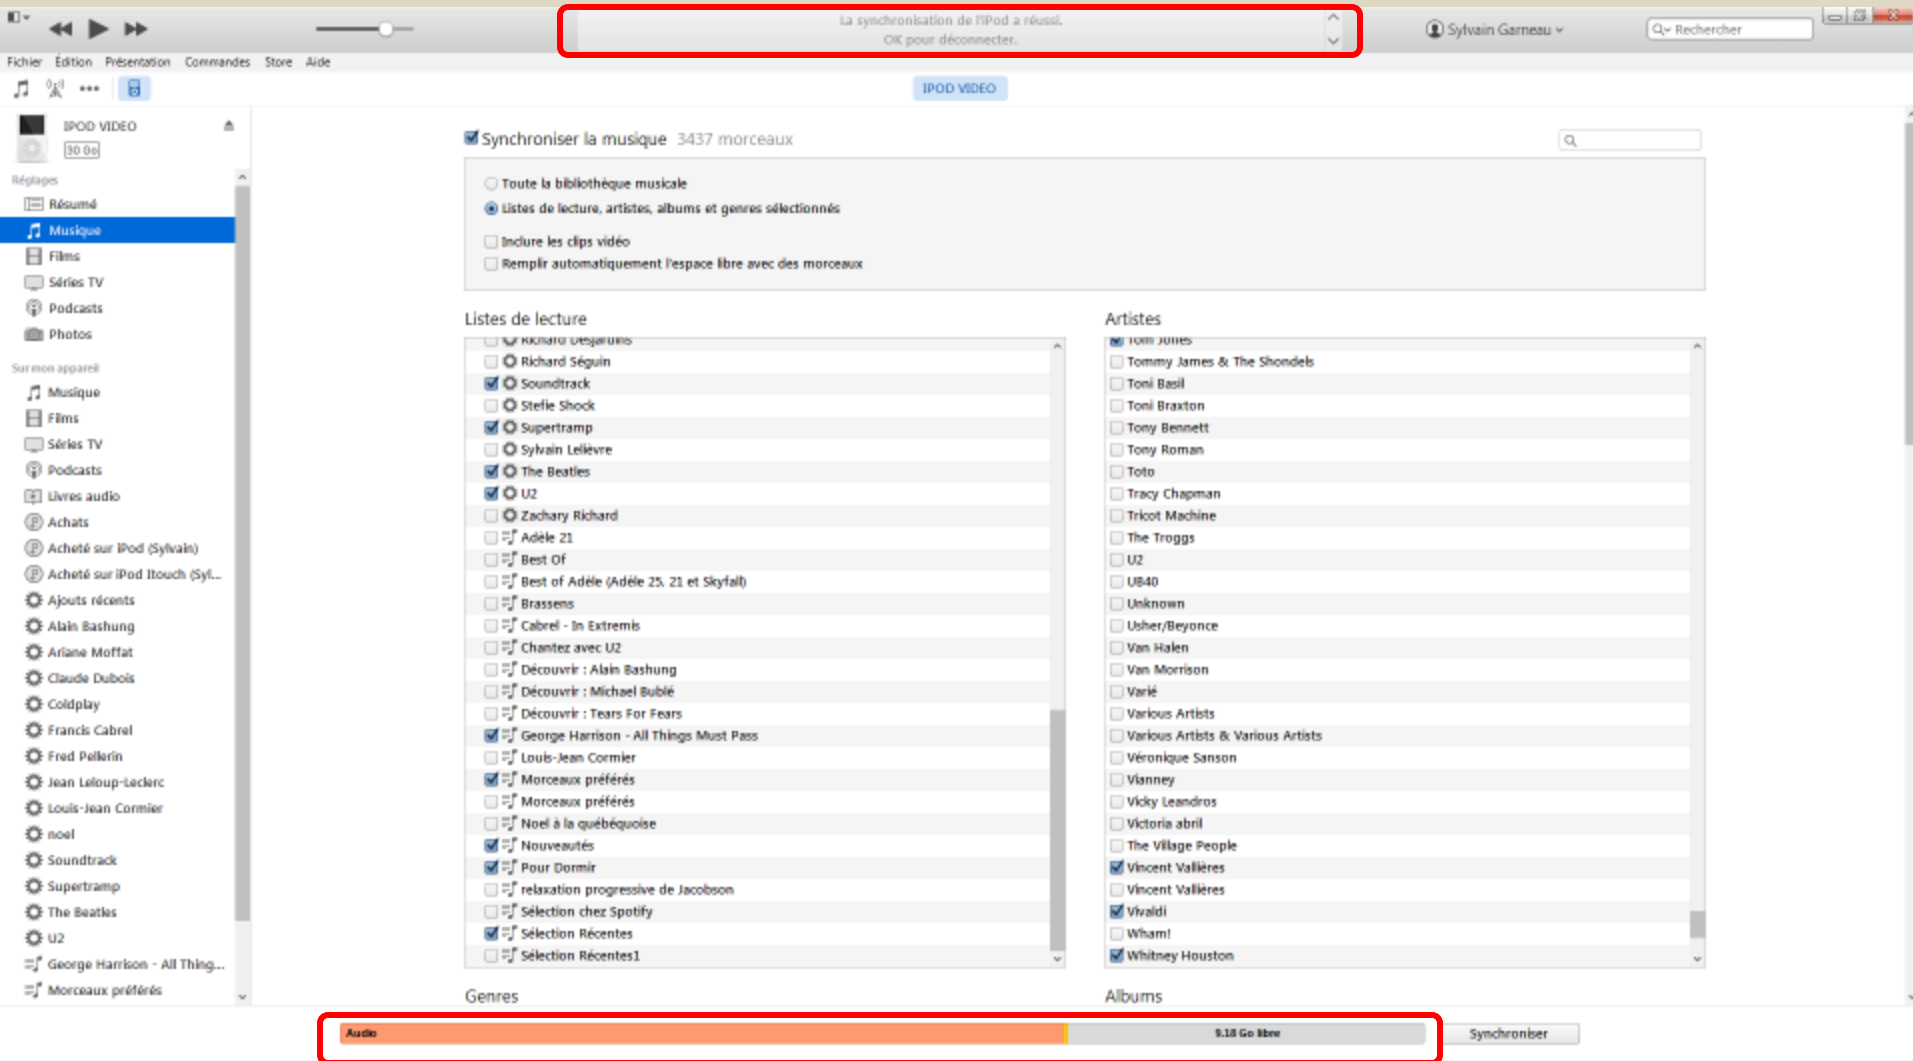 La synchronisation de l'iPod a réussi.
OK pour déconnecter.
Sylvain Garneau
Rechercher
Fichier Édition Présentation Commandes Store Aide
IPOD VIDEO
IPOD VIDEO
30 Go
Réglages
Résumé
Musique
Films
Séries TV
Podcasts
Photos
Sur mon appareil
Musique
Films
Séries TV
Podcasts
Livres audio
Achats
Acheté sur iPod (Sylvain)
Acheté sur iPod Itouch (Syl...
Ajouts récents
Alain Bashung
Ariane Moffat
Claude Dubois
Coldplay
Francis Cabrel
Fred Pellerin
Jean Leloup-Leclerc
Louis-Jean Cormier
noel
Soundtrack
Supertramp
The Beatles
U2
George Harrison - All Thing...
Morceaux préférés
Synchroniser la musique 3437 morceaux
Toute la bibliothèque musicale
Listes de lecture, artistes, albums et genres sélectionnés
Inclure les clips vidéo
Remplir automatiquement l'espace libre avec des morceaux
Listes de lecture
Richard Desjardins
Richard Séguin
Soundtrack
Stefie Shock
Supertramp
Sylvain Lelièvre
The Beatles
U2
Zachary Richard
Adèle 21
Best Of
Best of Adéle (Adéle 25, 21 et Skyfall)
Brassens
Cabrel - In Extremis
Chantez avec U2
Découvrir : Alain Bashung
Découvrir : Michael Bublé
Découvrir : Tears For Fears
George Harrison - All Things Must Pass
Louis-Jean Cormier
Morceaux préférés
Morceaux préférés
Noel à la québéquoise
Nouveautés
Pour Dormir
relaxation progressive de Jacobson
Sélection chez Spotify
Sélection Récentes
Sélection Récentes1
Artistes
Tom Jones
Tommy James & The Shondels
Toni Basil
Toni Braxton
Tony Bennett
Tony Roman
Toto
Tracy Chapman
Tricot Machine
The Troggs
U2
UB40
Unknown
Usher/Beyonce
Van Halen
Van Morrison
Varié
Various Artists
Various Artists & Various Artists
Véronique Sanson
Vianney
Vicky Leandros
Victoria abril
The Village People
Vincent Vallières
Vincent Vallières
Vivaldi
Wham!
Whitney Houston
Genres
Albums
Audio
9.18 Go libre
Synchroniser